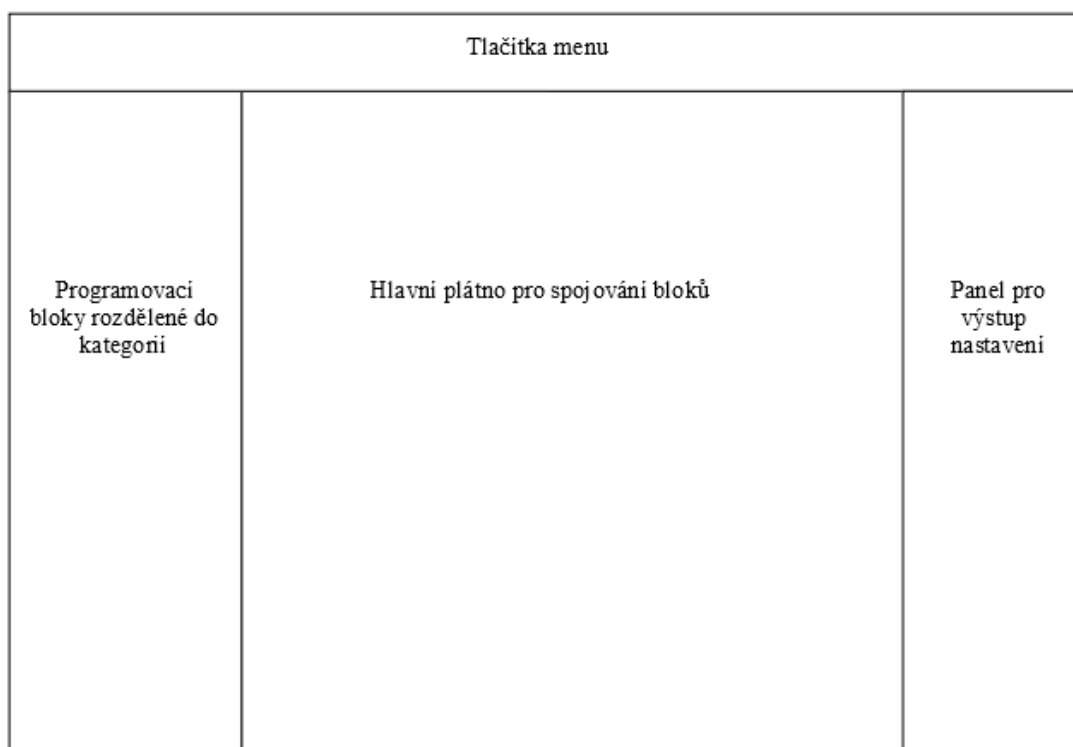 Tlačítka menu
Programovací
bloky rozdělené do
kategorií
Hlavní plátno pro spojování bloků
Panel pro
výstup
nastavení